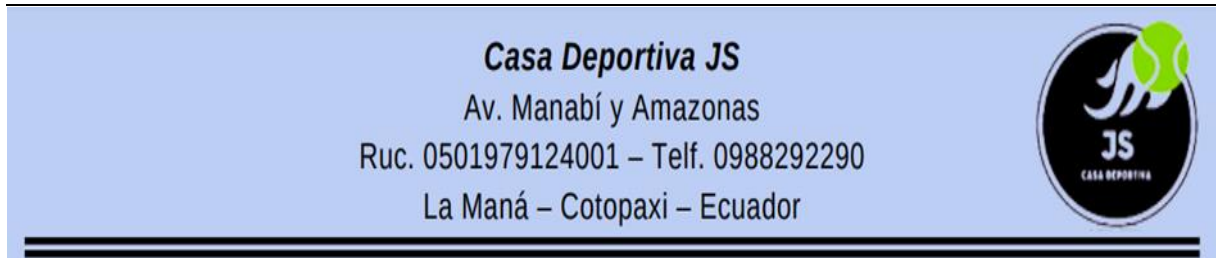 Casa Deportiva JS
Av. Manabí y Amazonas
Ruc. 0501979124001 – Telf. 0988292290
La Maná – Cotopaxi – Ecuador
JS
CASA DEPORTIVA